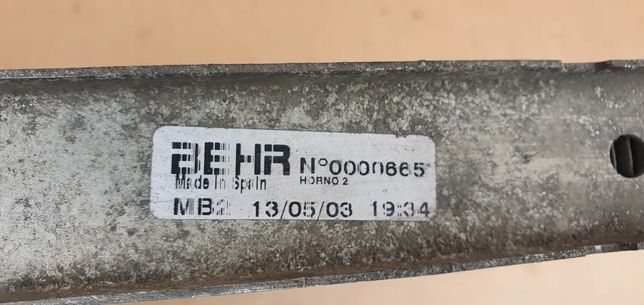 BEHR N°0000665
Made In Spain HORNO 2
MB2 13/05/03 19:34